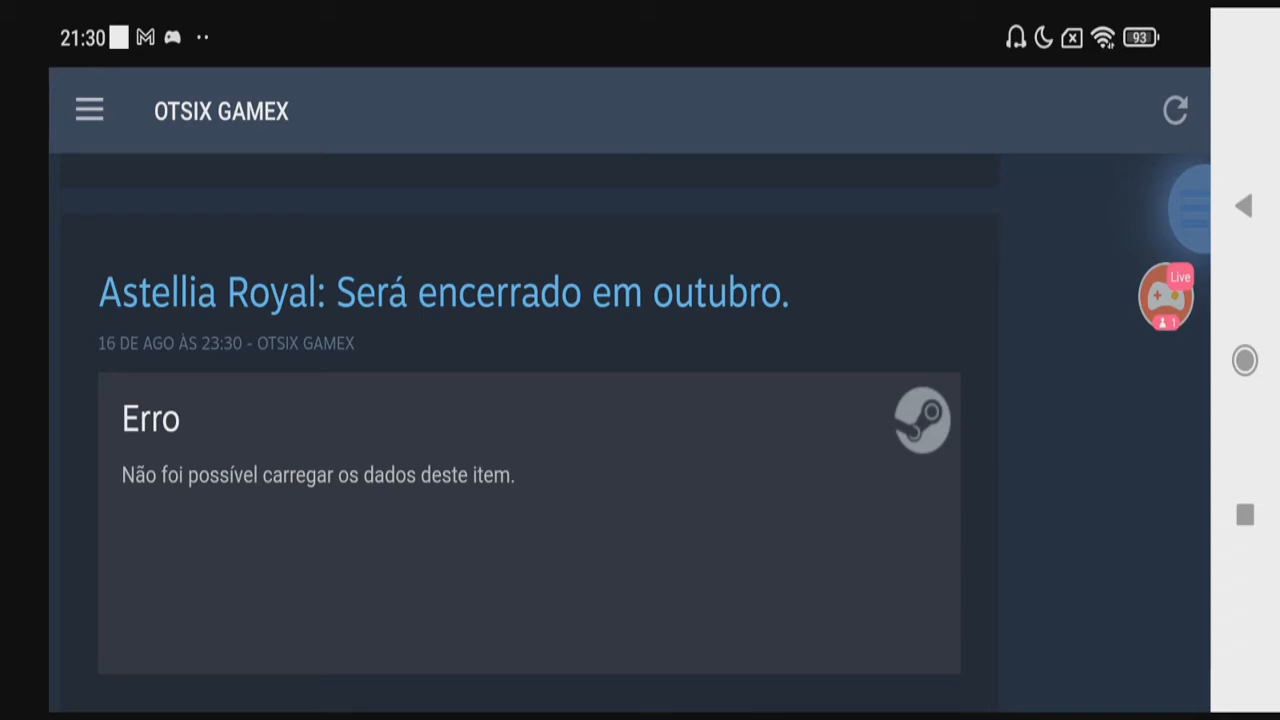 21:30
93
OTSIX GAMEX
Live
1
Astellia Royal: Será encerrado em outubro.
16 DE AGO ÀS 23:30 - OTSIX GAMEX
Erro
Não foi possível carregar os dados deste item.